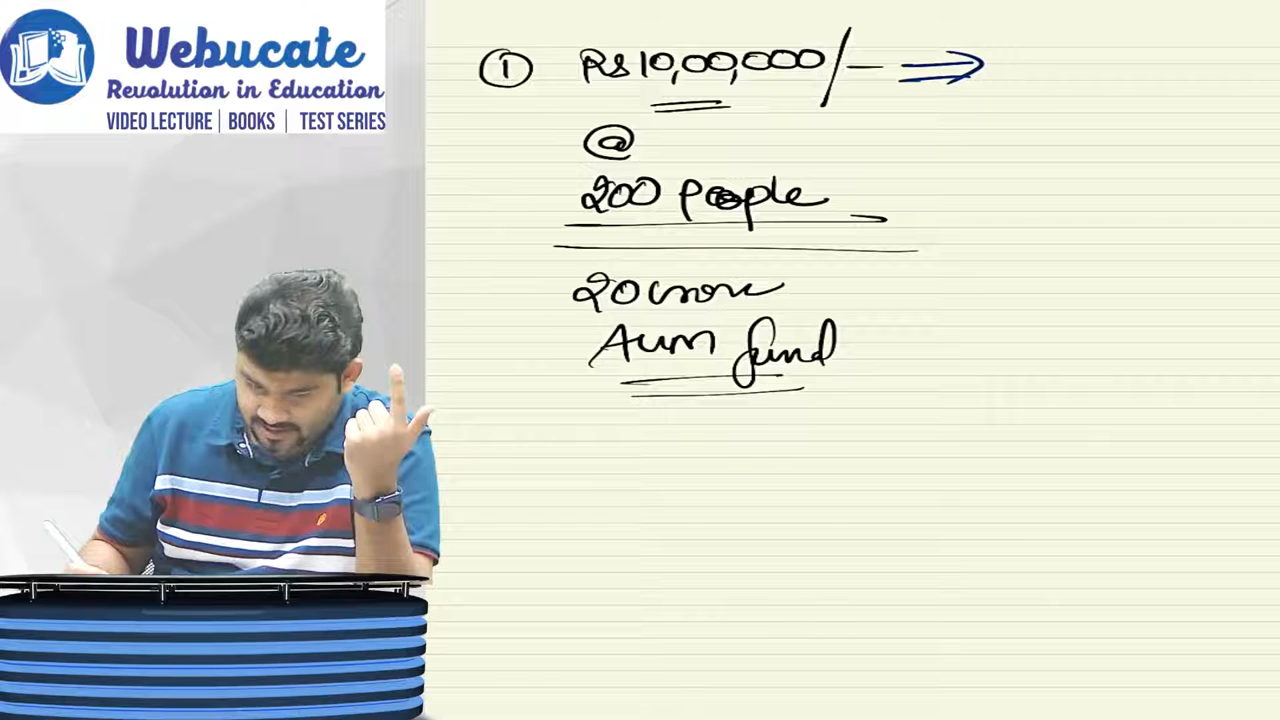 Webucate
Revolution in Education
VIDEO LECTURE | BOOKS | TEST SERIES
① Rs 10,00,000/- ⇒
@
200 people
20 crore
AUM fund